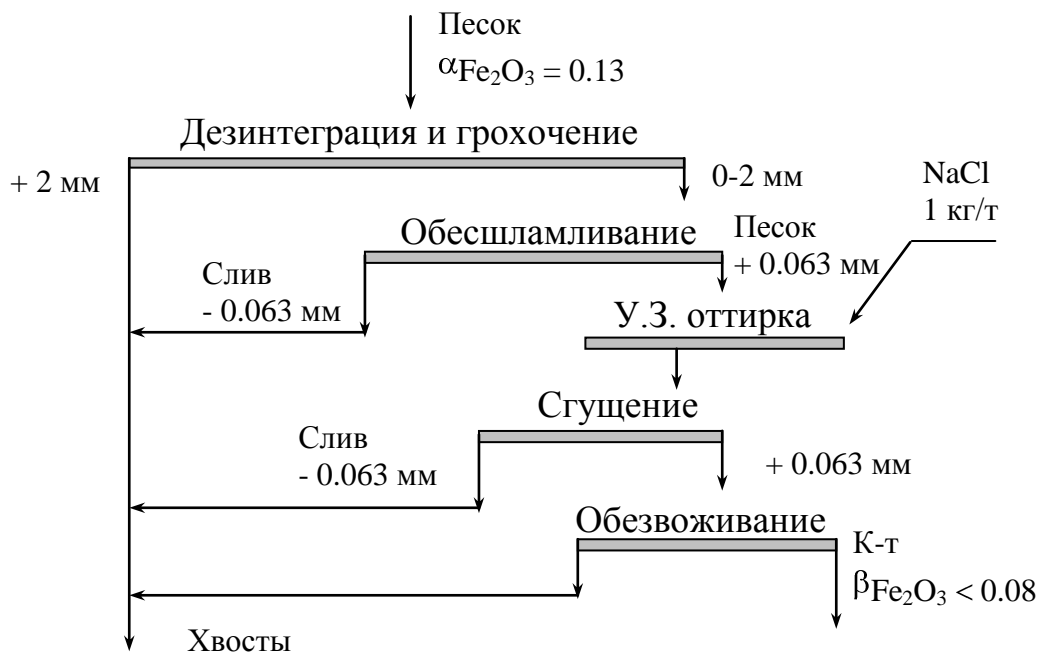 Песок
αFe₂O₃ = 0.13
Дезинтеграция и грохочение
+ 2 мм
0-2 мм
NaCl
1 кг/т
Обесшламливание
Песок
+ 0.063 мм
Слив
- 0.063 мм
У.З. оттирка
Сгущение
Слив
- 0.063 мм
+ 0.063 мм
Обезвоживание
К-т
βFe₂O₃ < 0.08
Хвосты